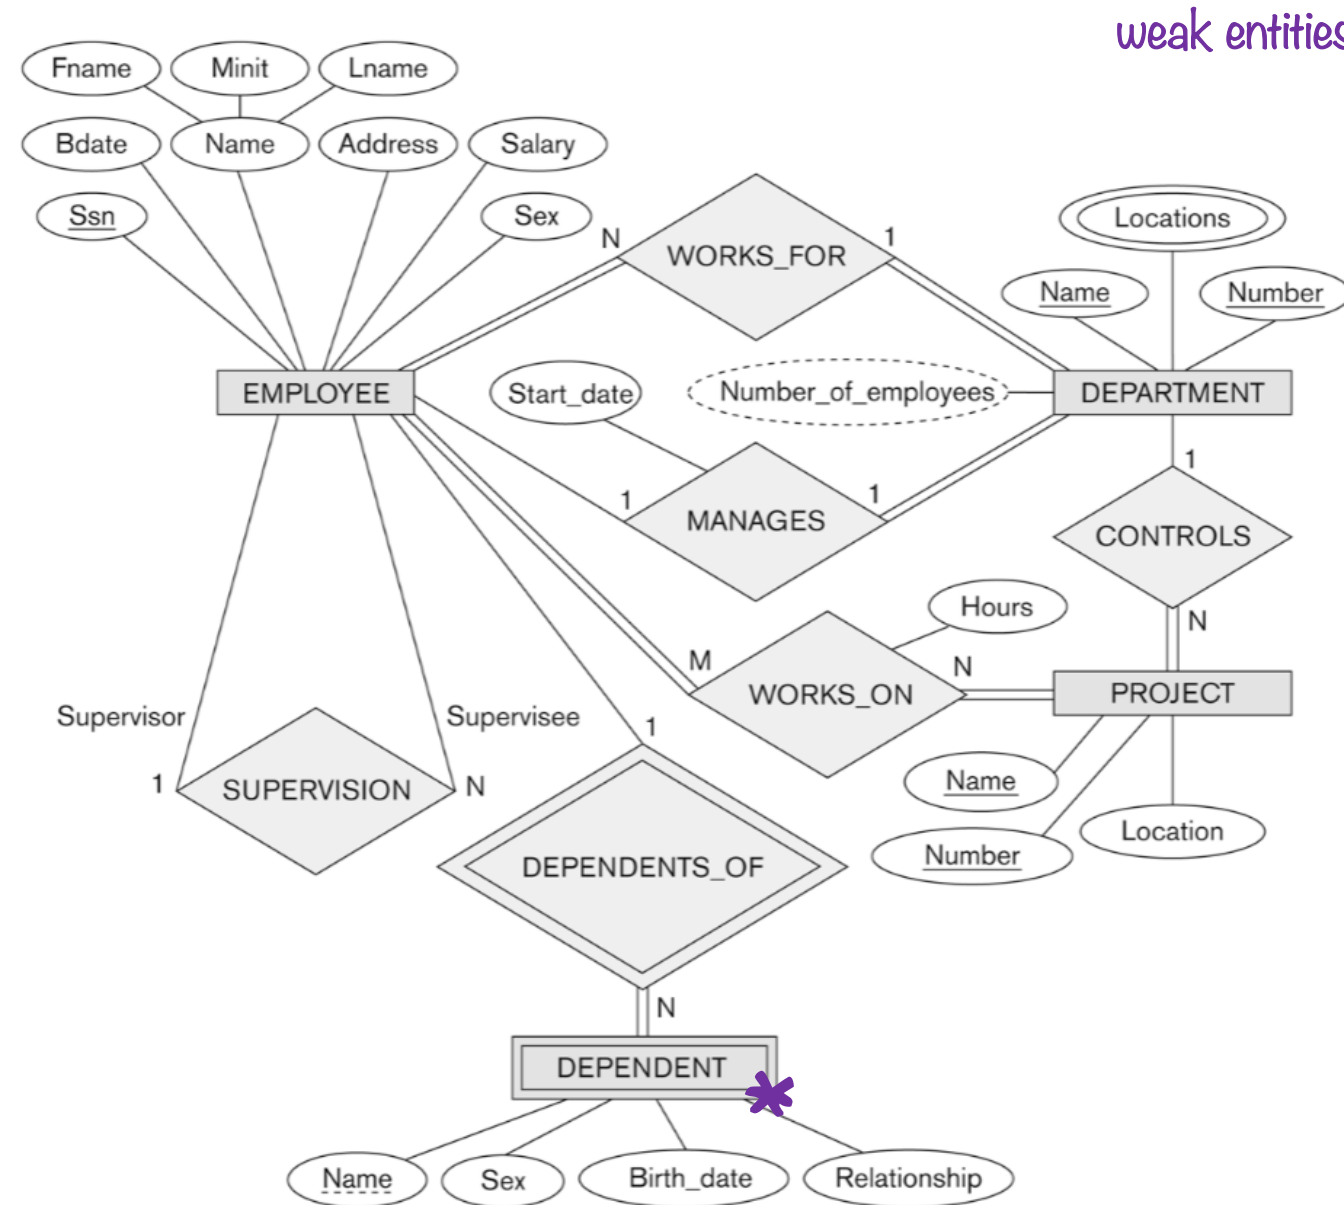 weak entities
Fname Minit Lname
Bdate Name Address Salary
Ssn Sex
N WORKS_FOR 1
Locations
Name Number
EMPLOYEE Start_date Number_of_employees DEPARTMENT
1 MANAGES 1
1
CONTROLS
N
Hours
M WORKS_ON N
PROJECT
Name
Number
Location
Supervisor Supervisee
1 SUPERVISION N
1
DEPENDENTS_OF
N
DEPENDENT
Name Sex Birth_date Relationship